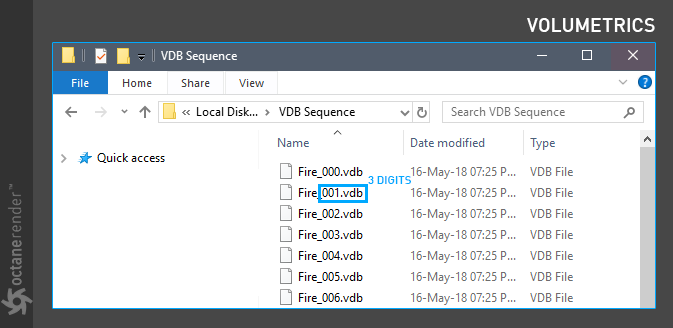 VOLUMETRICS
VDB Sequence
File Home Share View
Local Disk... VDB Sequence Search VDB Sequence
Quick access
Name Date modified Type
Fire_000.vdb 16-May-18 07:25 P... VDB File
3 DIGITS
Fire_001.vdb 16-May-18 07:25 P... VDB File
Fire_002.vdb 16-May-18 07:25 P... VDB File
Fire_003.vdb 16-May-18 07:25 P... VDB File
Fire_004.vdb 16-May-18 07:25 P... VDB File
Fire_005.vdb 16-May-18 07:25 P... VDB File
Fire_006.vdb 16-May-18 07:25 P... VDB File
octanerender™